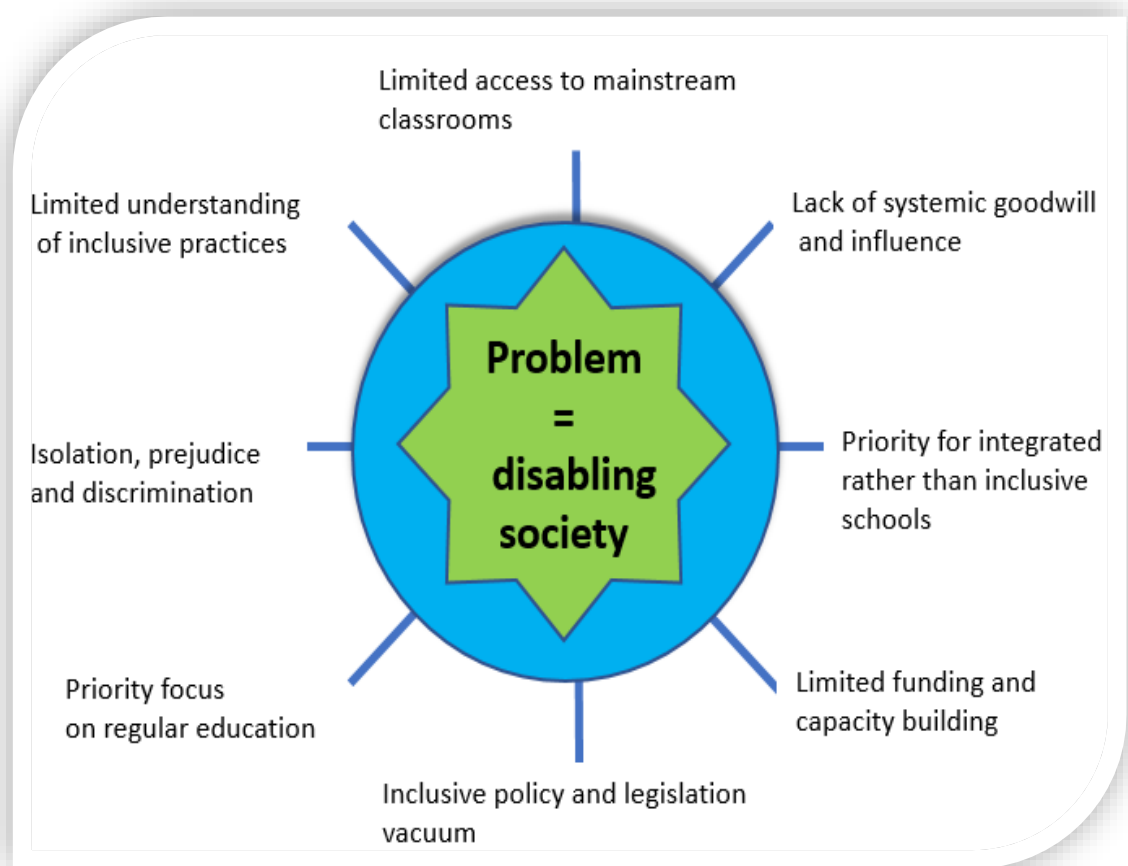 Limited access to mainstream
classrooms
Limited understanding
of inclusive practices
Lack of systemic goodwill
and influence
Problem
=
disabling
society
Isolation, prejudice
and discrimination
Priority for integrated
rather than inclusive
schools
Priority focus
on regular education
Limited funding and
capacity building
Inclusive policy and legislation
vacuum